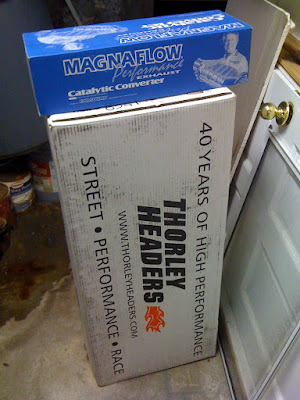 MAGNAFLOW
Performance
EXHAUST
Catalytic Converter
40 YEARS OF HIGH PERFORMANCE
THORLEY
HEADERS
WWW.THORLEYHEADERS.COM
STREET • PERFORMANCE • RACE